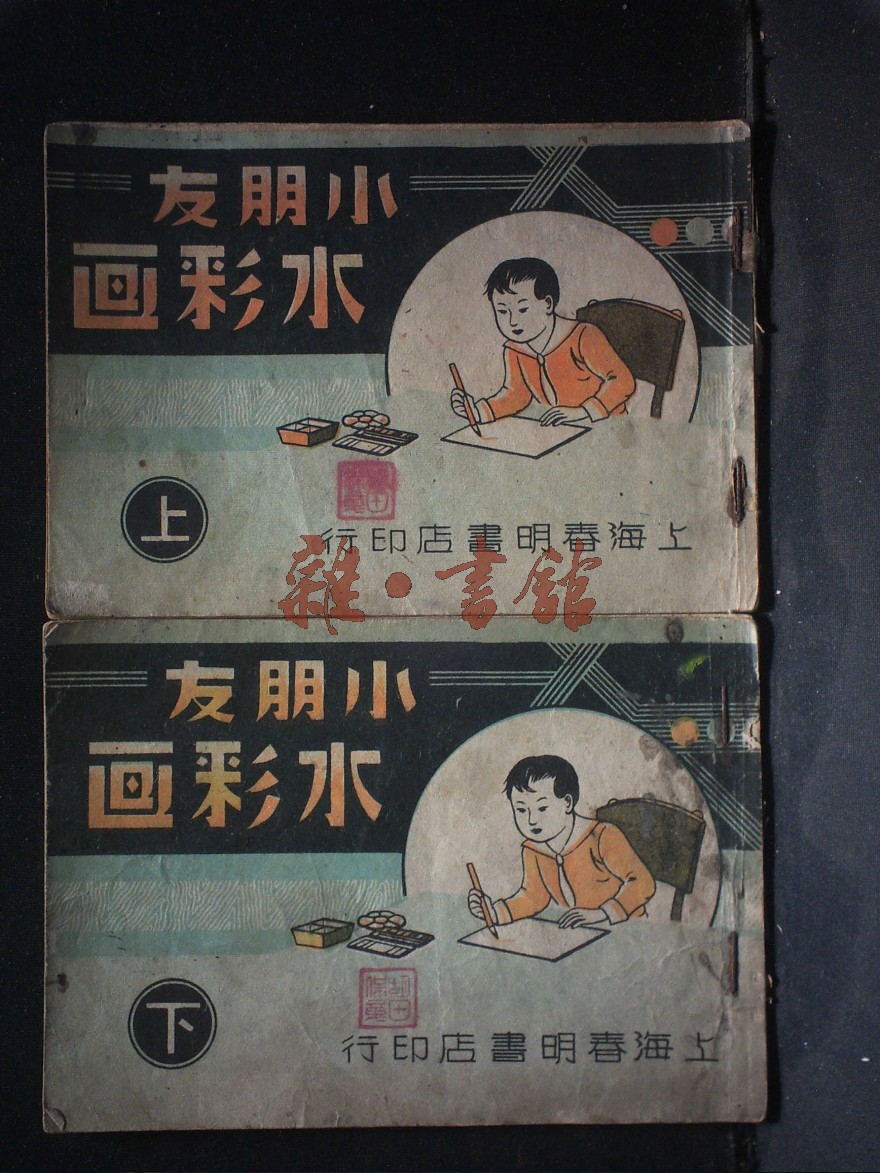 小朋友
水彩画
上
上海春明書店印行
雜·書館
小朋友
水彩画
下
上海春明書店印行